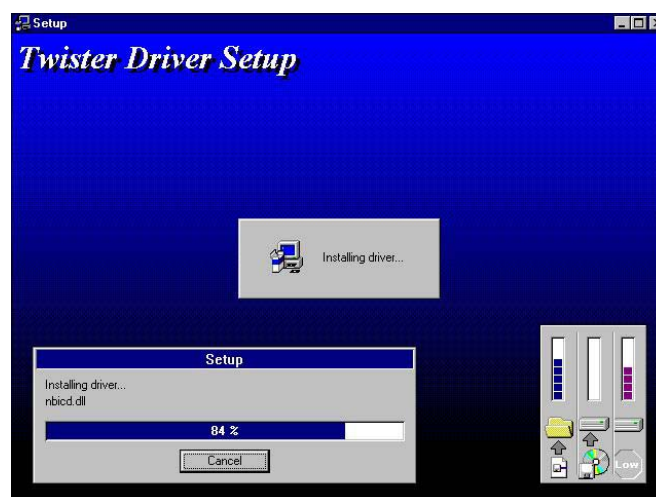 Setup
Twister Driver Setup
Installing driver...
Setup
Installing driver...
nbicd.dll
84 %
Cancel
Low